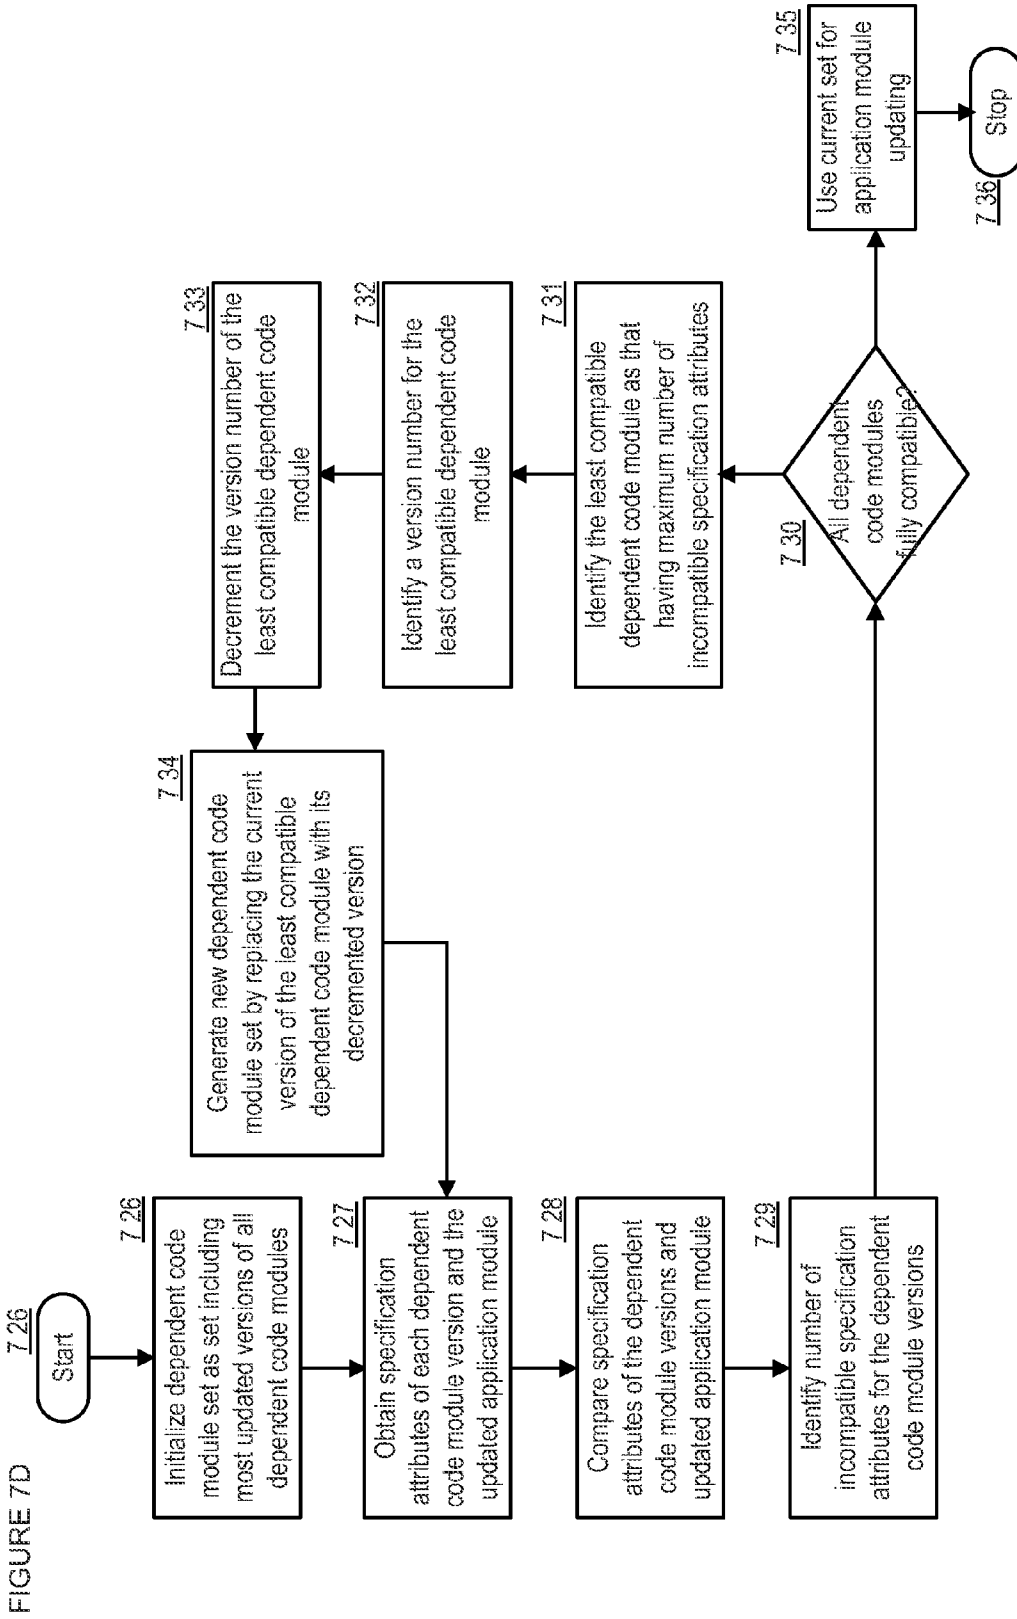 FIGURE 7D
7 26
Start
7 26
Initialize dependent code
module set as set including
most updated versions of all
dependent code modules
7 27
Obtain specification
attributes of each dependent
code module version and the
updated application module
7 28
Compare specification
attributes of the dependent
code module versions and
updated application module
7 29
Identify number of
incompatible specification
attributes for the dependent
code module versions
7 30
All dependent
code modules
fully compatible?
7 31
Identify the least compatible
dependent code module as that
having maximum number of
incompatible specification attributes
7 32
Identify a version number for the
least compatible dependent code
module
7 33
Decrement the version number of the
least compatible dependent code
module
7 34
Generate new dependent code
module set by replacing the current
version of the least compatible
dependent code module with its
decremented version
7 35
Use current set for
application module
updating
7 36
Stop